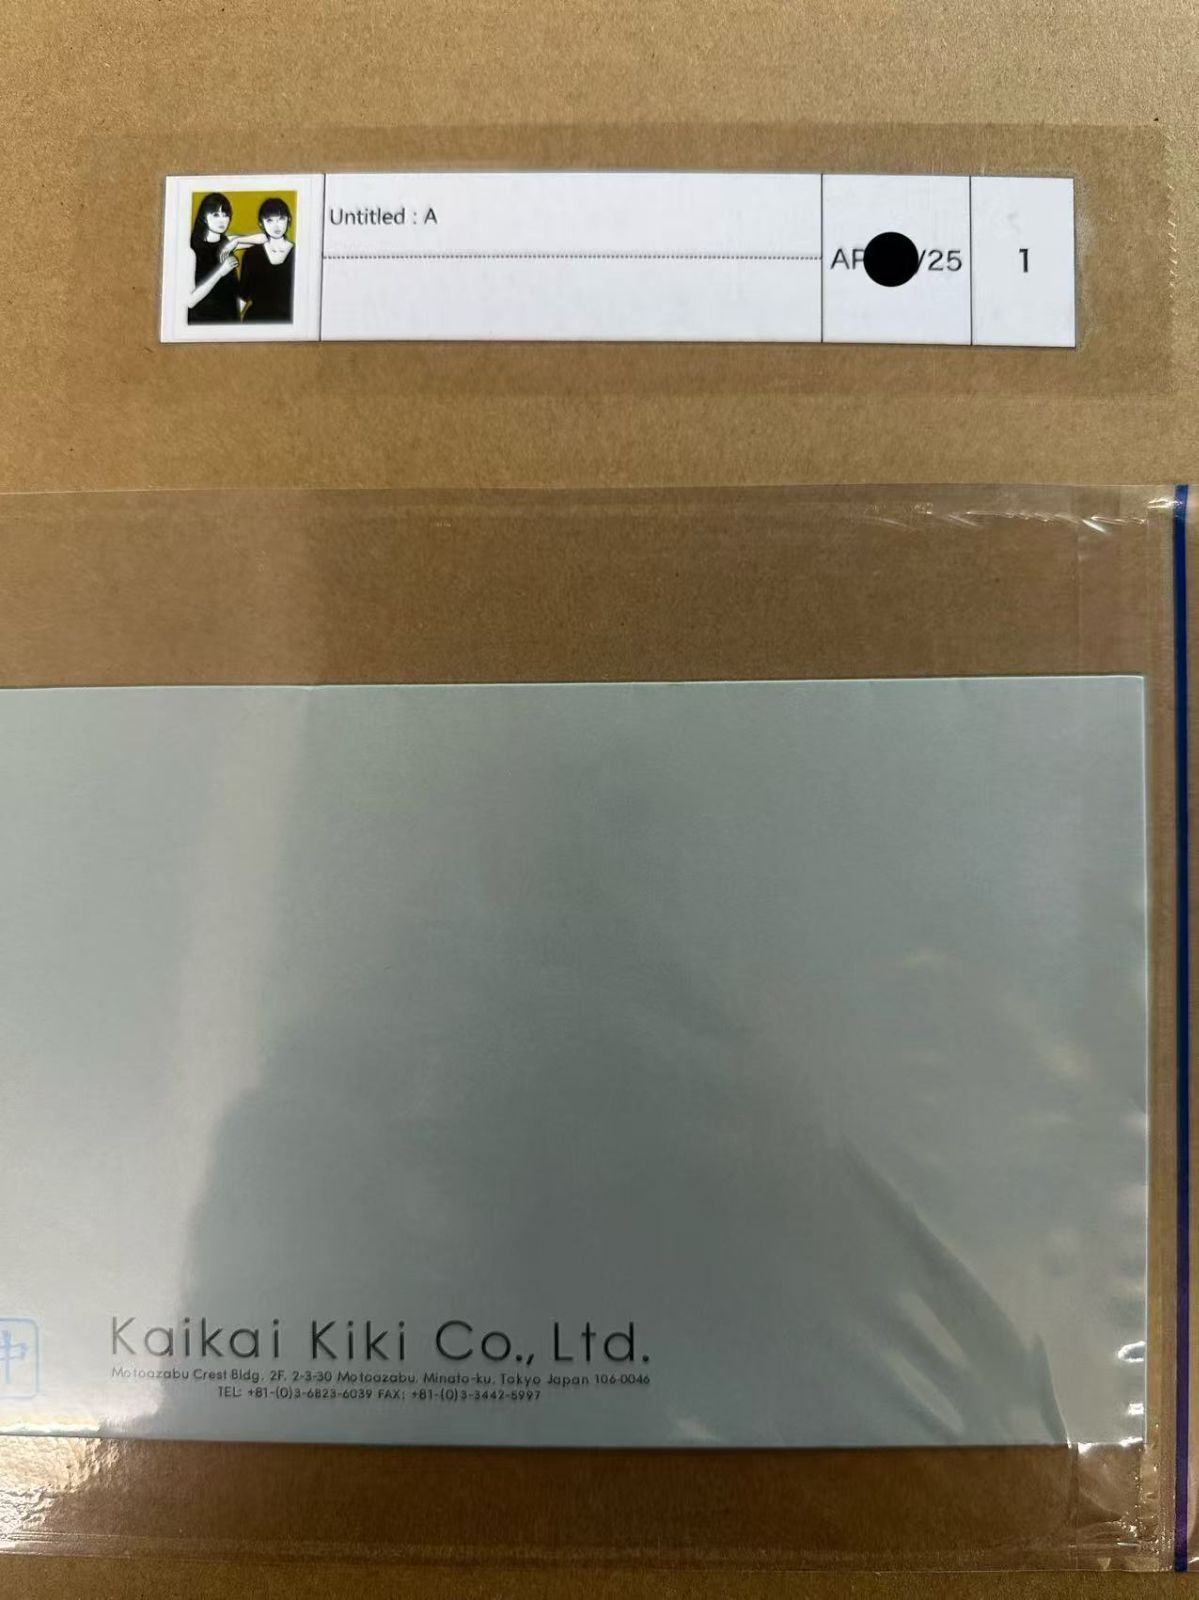 Untitled : A
AP /25
1
Kaikai Kiki Co., Ltd.
Motoazabu Crest Bldg. 2F, 2-3-30 Motoazabu, Minato-ku, Tokyo Japan 106-0046
TEL: +81-(0)3-6823-6039 FAX: +81-(0)3-3442-5997